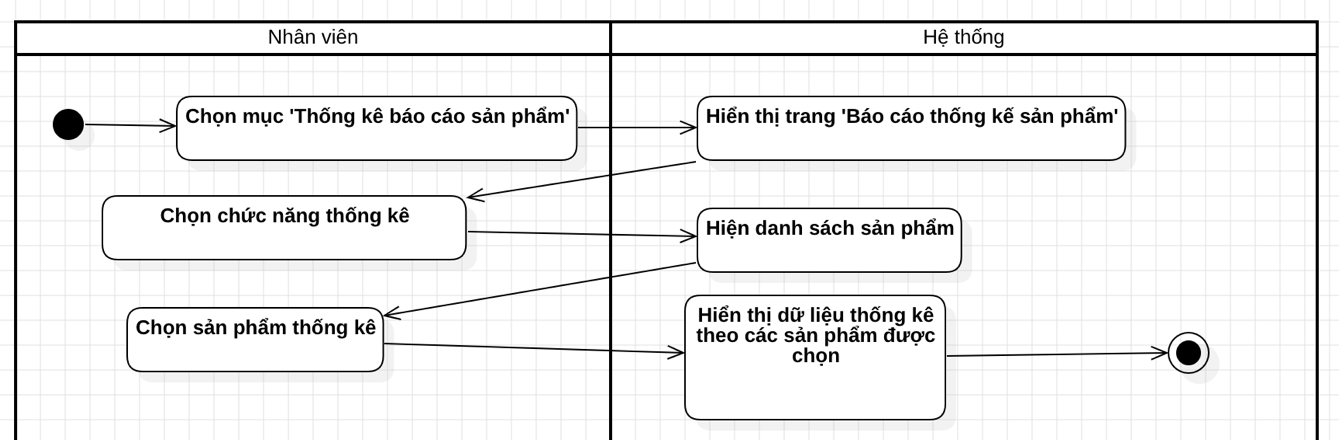 Nhân viên
Hệ thống
Chọn mục 'Thống kê báo cáo sản phẩm'
Hiển thị trang 'Báo cáo thống kế sản phẩm'
Chọn chức năng thống kê
Hiện danh sách sản phẩm
Chọn sản phẩm thống kê
Hiển thị dữ liệu thống kê
theo các sản phẩm được
chọn